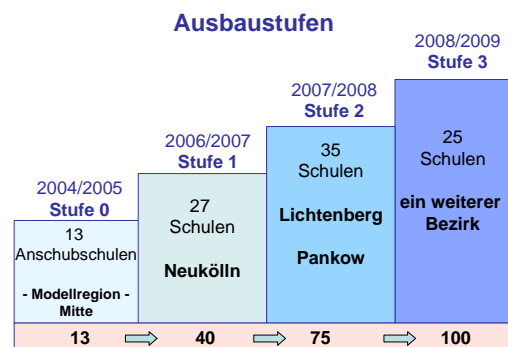 Ausbaustufen
2004/2005
Stufe 0
13
Anschubschulen
- Modellregion -
Mitte
2006/2007
Stufe 1
27
Schulen
Neukölln
2007/2008
Stufe 2
35
Schulen
Lichtenberg
Pankow
2008/2009
Stufe 3
25
Schulen
ein weiterer
Bezirk
13 40 75 100